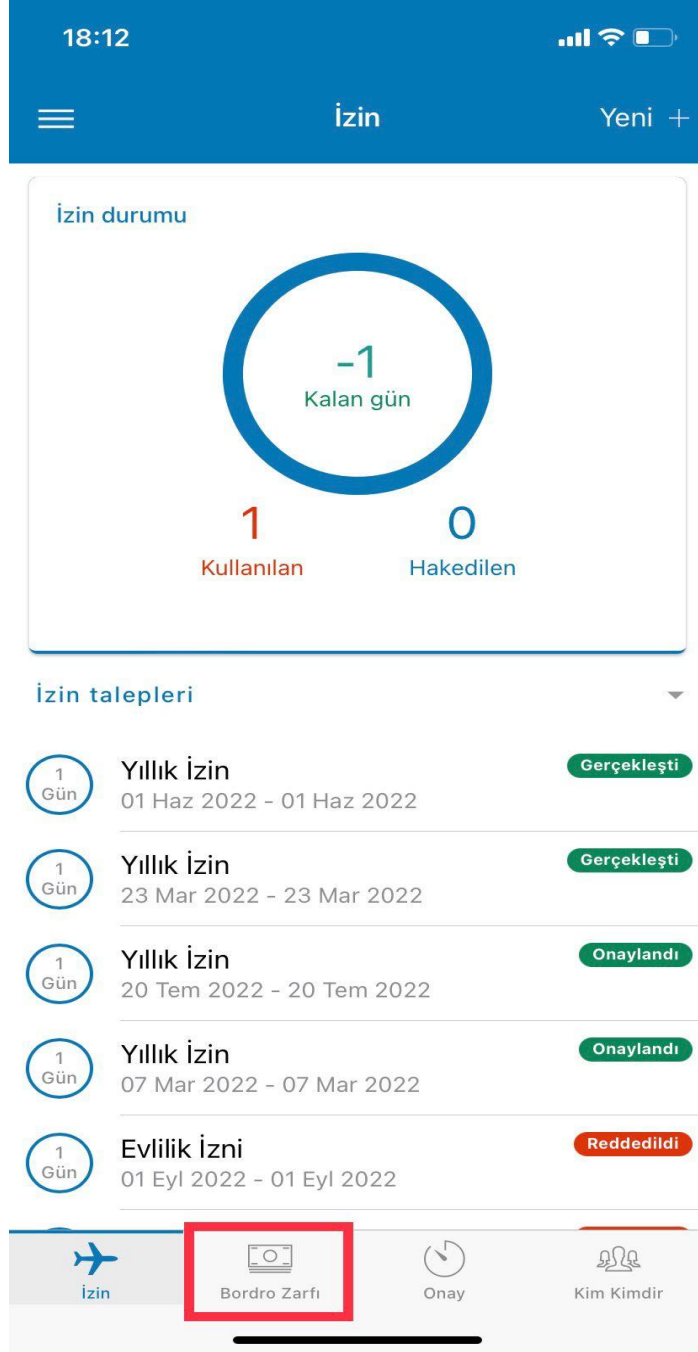 18:12
İzin
Yeni +
İzin durumu
-1
Kalan gün
1
0
Kullanılan
Hakedilen
İzin talepleri
1
Gün
Yıllık İzin
Gerçekleşti
01 Haz 2022 - 01 Haz 2022
1
Gün
Yıllık İzin
Gerçekleşti
23 Mar 2022 - 23 Mar 2022
1
Gün
Yıllık İzin
Onaylandı
20 Tem 2022 - 20 Tem 2022
1
Gün
Yıllık İzin
Onaylandı
07 Mar 2022 - 07 Mar 2022
1
Gün
Evlilik İzni
Reddedildi
01 Eyl 2022 - 01 Eyl 2022
İzin
Bordro Zarfı
Onay
Kim Kimdir